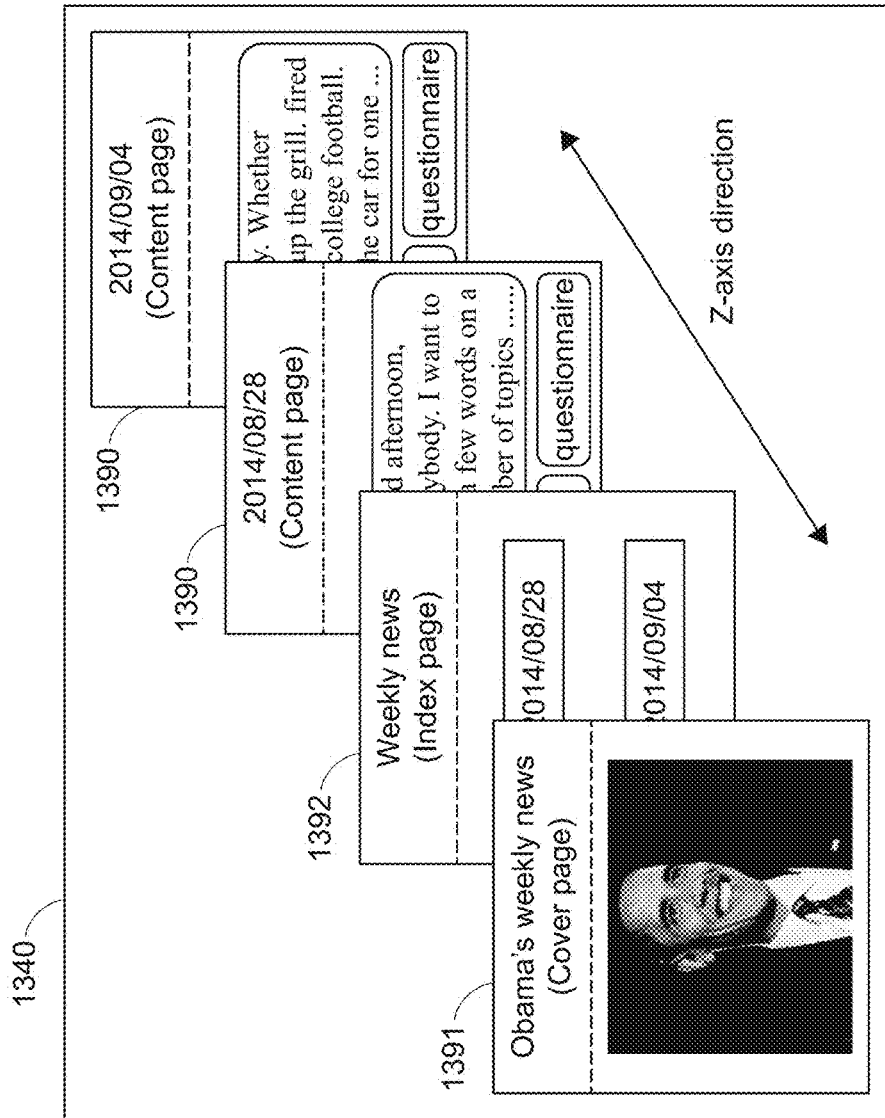 1340
1390
2014/09/04
(Content page)
y. Whether
up the grill. fired
college football.
he car for one ...
questionnaire
1390
2014/08/28
(Content page)
d afternoon,
ybody. I want to
a few words on a
ber of topics ......
questionnaire
1392
Weekly news
(Index page)
2014/08/28
2014/09/04
1391
Obama's weekly news
(Cover page)
Z-axis direction